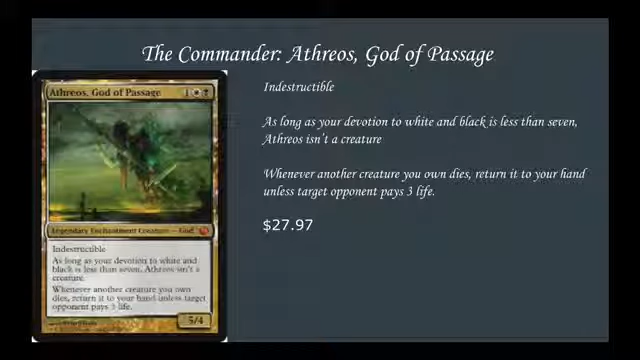 The Commander: Athreos, God of Passage
Athreos, God of Passage 1
Legendary Enchantment Creature — God
Indestructible
As long as your devotion to white and
black is less than seven, Athreos isn't a
creature.
Whenever another creature you own
dies, return it to your hand unless target
opponent pays 3 life.
5/4
Indestructible
As long as your devotion to white and black is less than seven,
Athreos isn't a creature
Whenever another creature you own dies, return it to your hand
unless target opponent pays 3 life.
$27.97